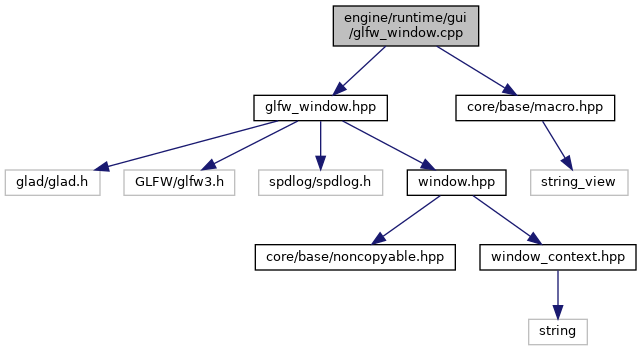 engine/runtime/gui
/glfw_window.cpp
glfw_window.hpp
core/base/macro.hpp
glad/glad.h
GLFW/glfw3.h
spdlog/spdlog.h
window.hpp
string_view
core/base/noncopyable.hpp
window_context.hpp
string